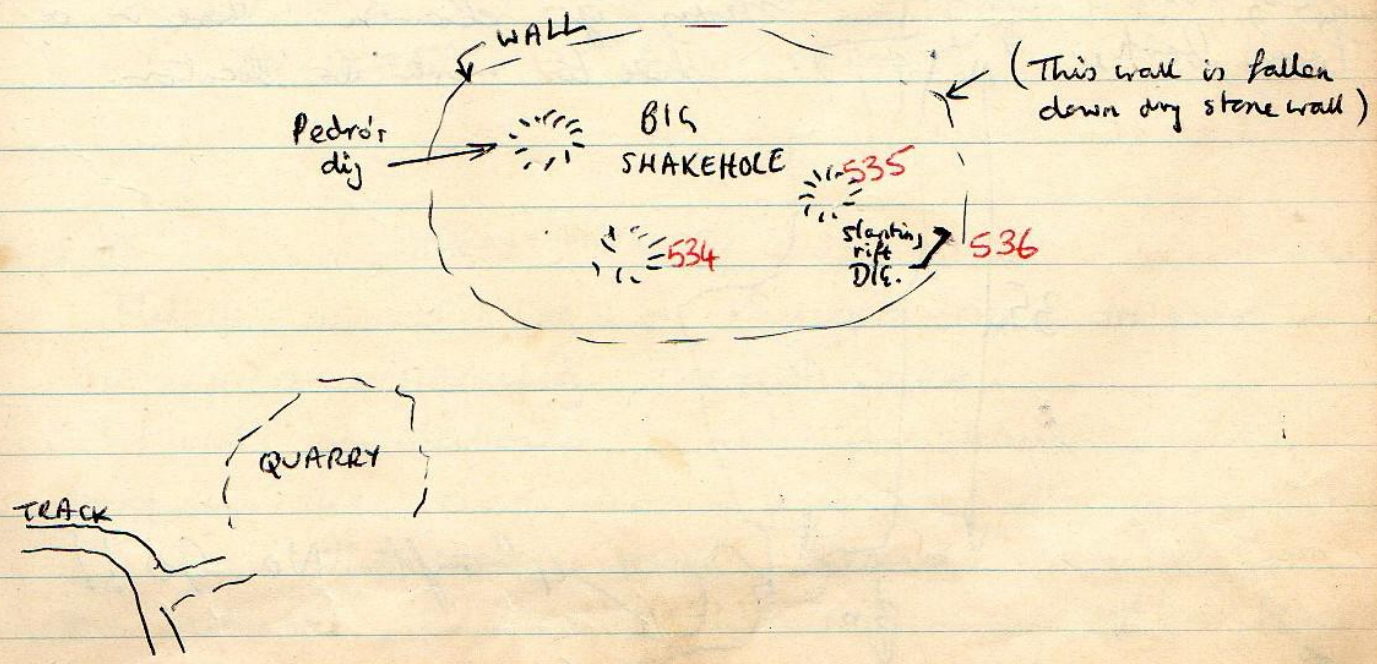 WALL
(This wall is fallen
down dry stone wall)
Pedro's
dig
BIG
SHAKEHOLE
535
534
slanting
rift
DIG.
536
QUARRY
TRACK